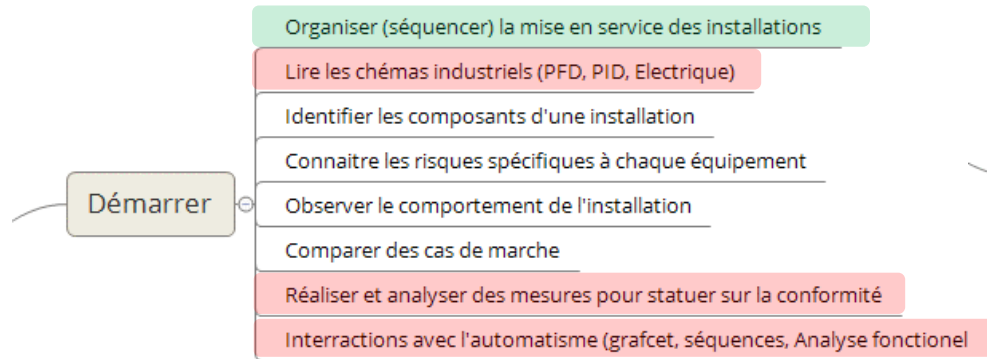 Organiser (séquencer) la mise en service des installations
Lire les chémas industriels (PFD, PID, Electrique)
Identifier les composants d'une installation
Connaitre les risques spécifiques à chaque équipement
Démarrer
Observer le comportement de l'installation
Comparer des cas de marche
Réaliser et analyser des mesures pour statuer sur la conformité
Interractions avec l'automatisme (grafcet, séquences, Analyse fonctionel